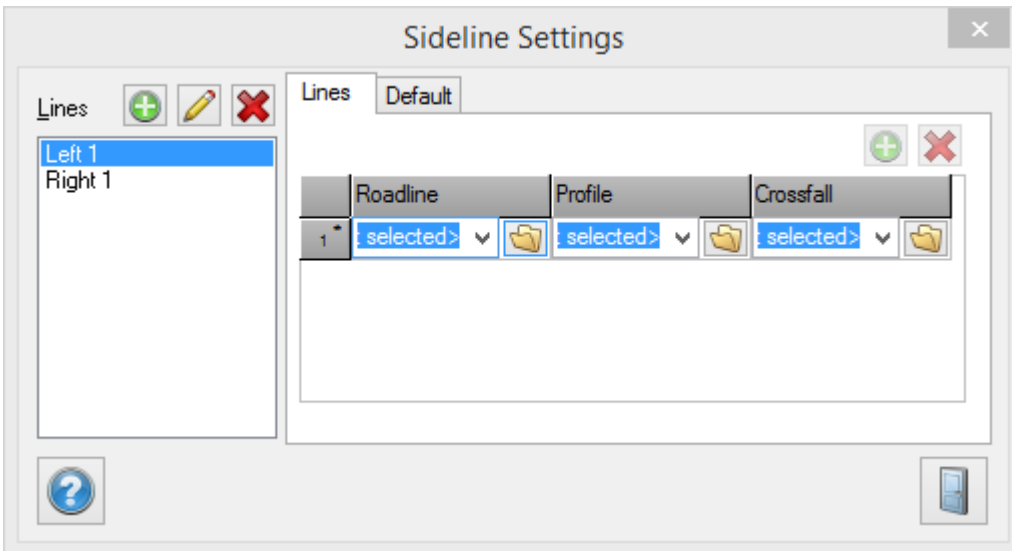 Sideline Settings
Lines
Left 1
Right 1
Lines Default
Roadline Profile Crossfall
1* selected> selected> selected>
?